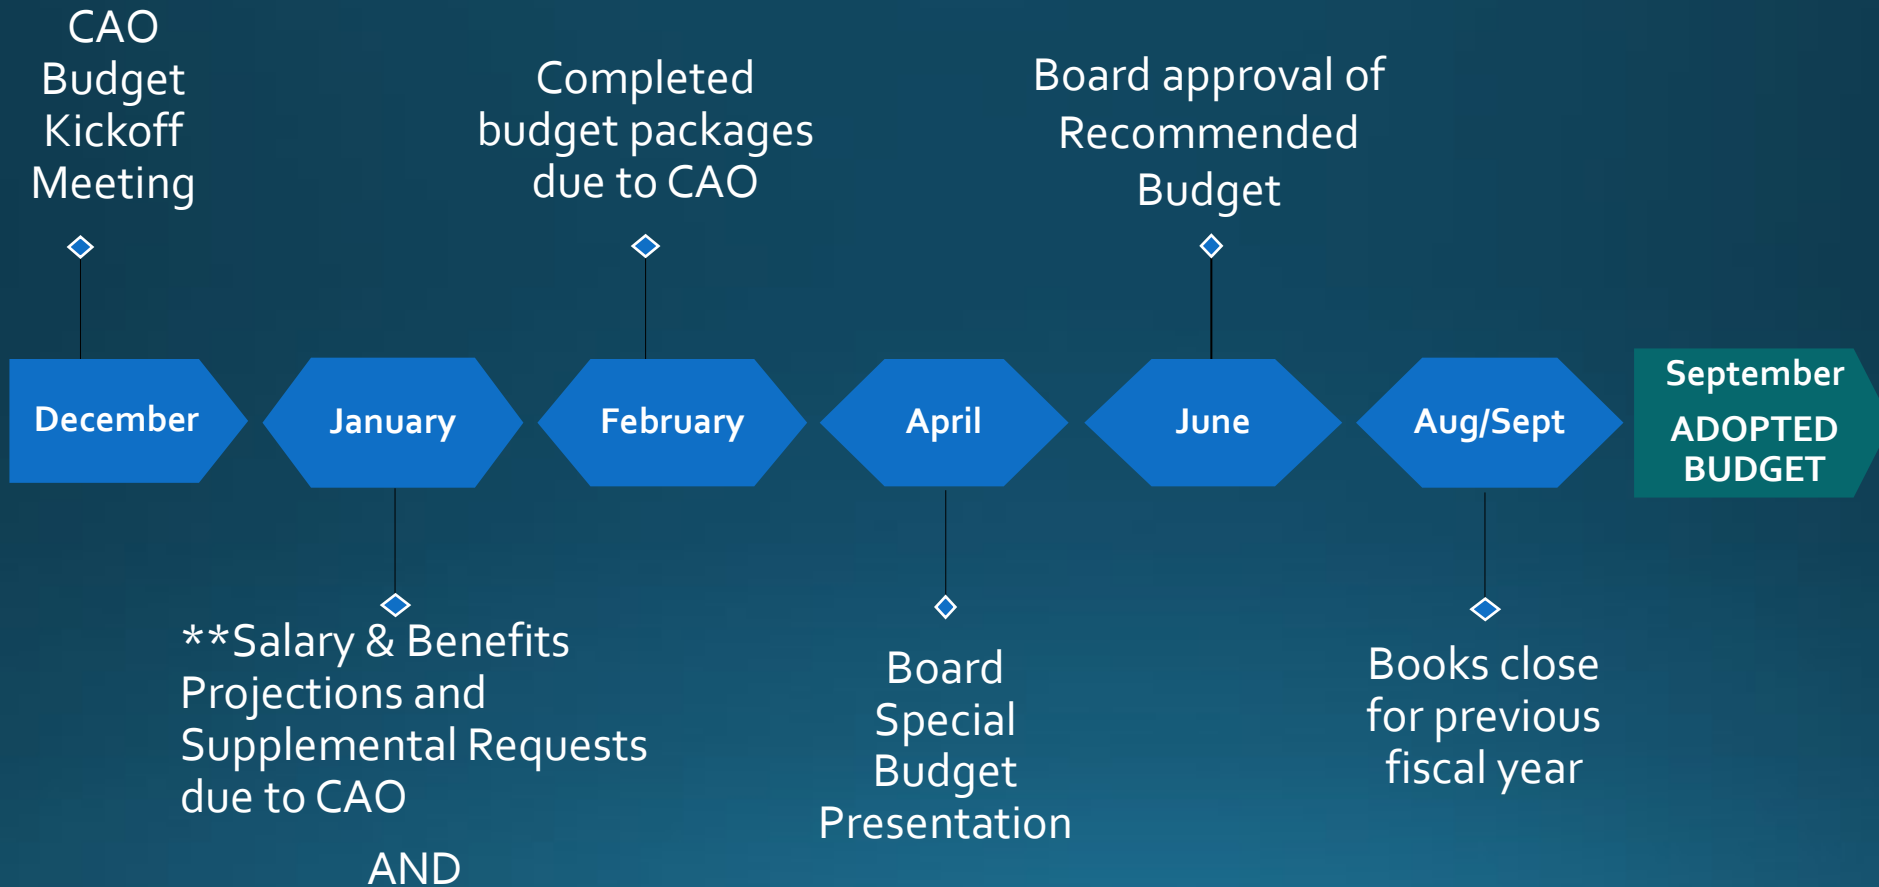 CAO
Budget
Kickoff
Meeting
Completed
budget packages
due to CAO
Board approval of
Recommended
Budget
December
January
February
April
June
Aug/Sept
September
ADOPTED
BUDGET
**Salary & Benefits
Projections and
Supplemental Requests
due to CAO
AND
Board
Special
Budget
Presentation
Books close
for previous
fiscal year